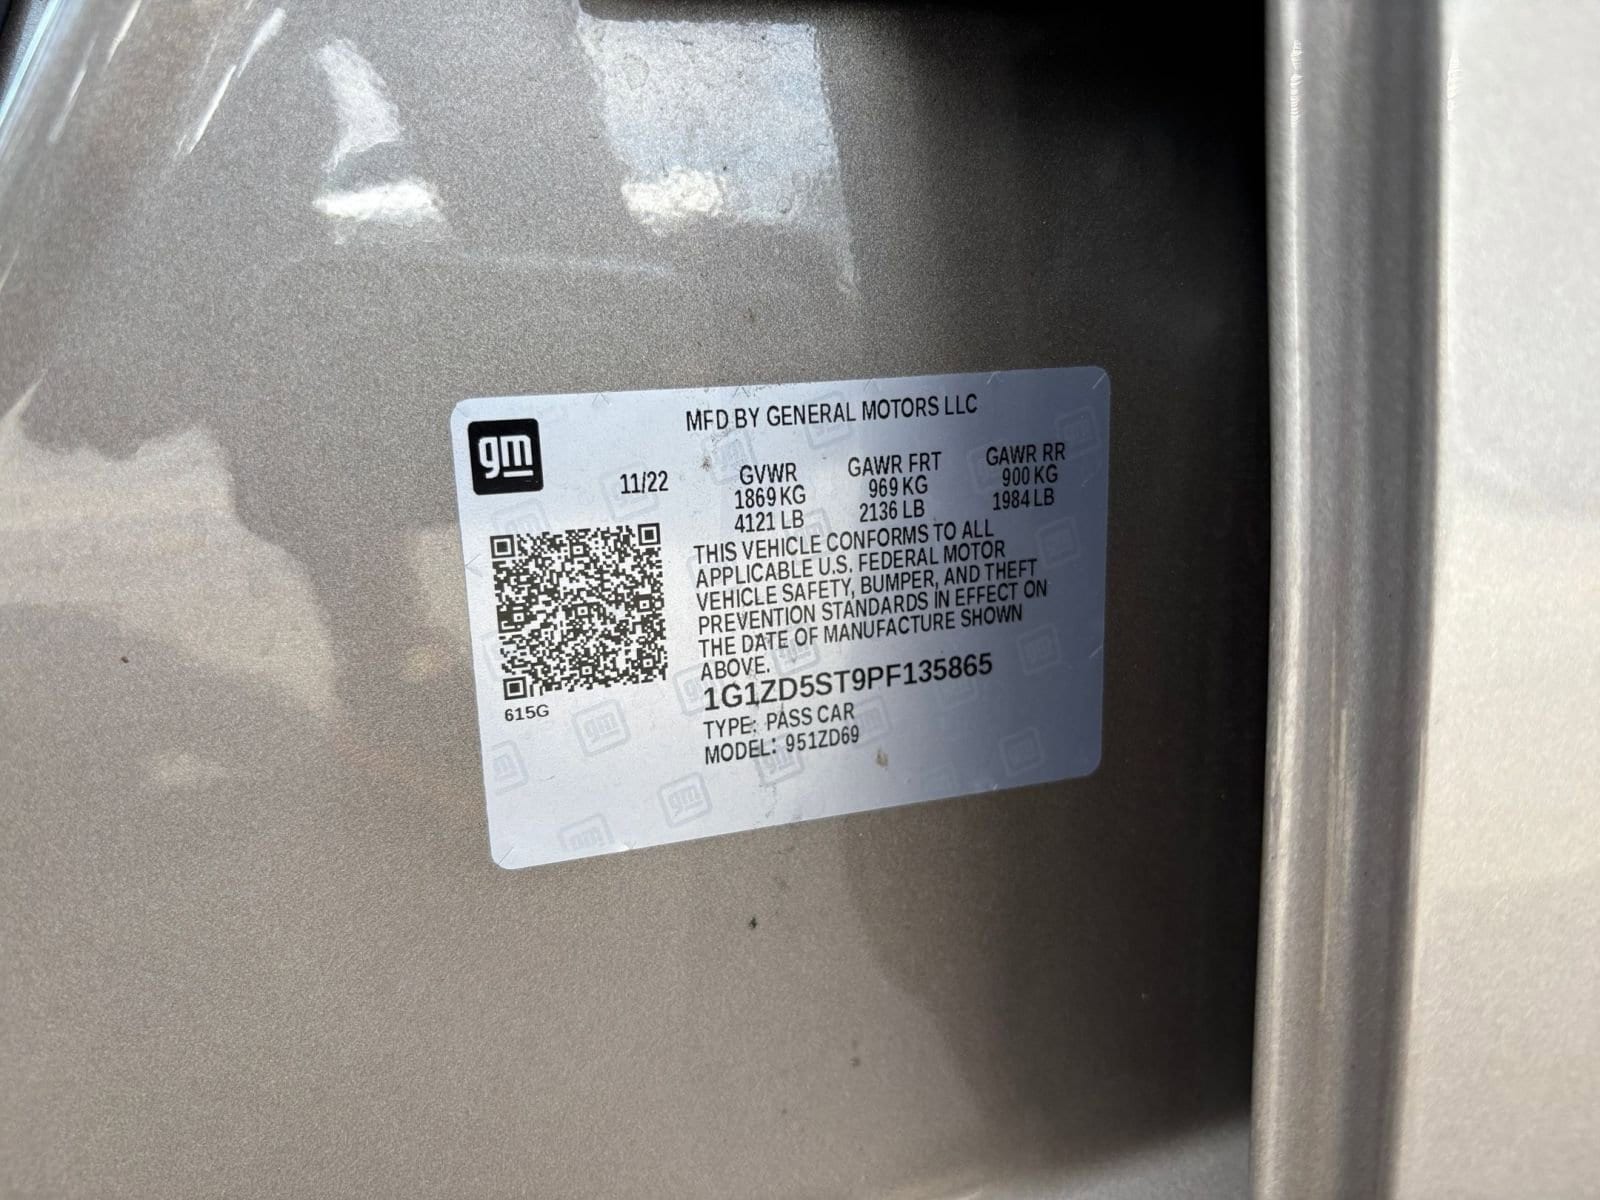 MFD BY GENERAL MOTORS LLC
gm
11/22
GVWR GAWR FRT GAWR RR
1869 KG 969 KG 900 KG
4121 LB 2136 LB 1984 LB
THIS VEHICLE CONFORMS TO ALL
APPLICABLE U.S. FEDERAL MOTOR
VEHICLE SAFETY, BUMPER, AND THEFT
PREVENTION STANDARDS IN EFFECT ON
THE DATE OF MANUFACTURE SHOWN
ABOVE.
1G1ZD5ST9PF135865
TYPE: PASS CAR
MODEL: 951ZD69
615G